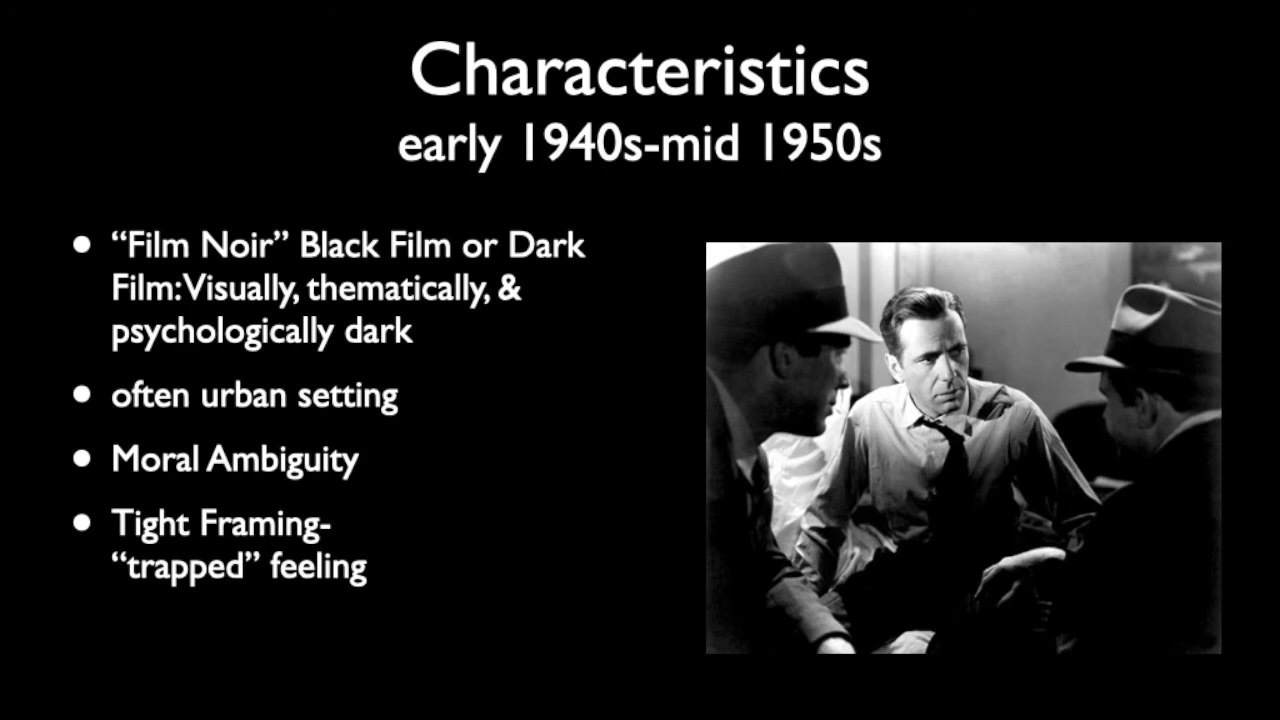 Characteristics
early 1940s-mid 1950s
• “Film Noir” Black Film or Dark
Film:Visually, thematically, &
psychologically dark
• often urban setting
• Moral Ambiguity
• Tight Framing-
“trapped” feeling